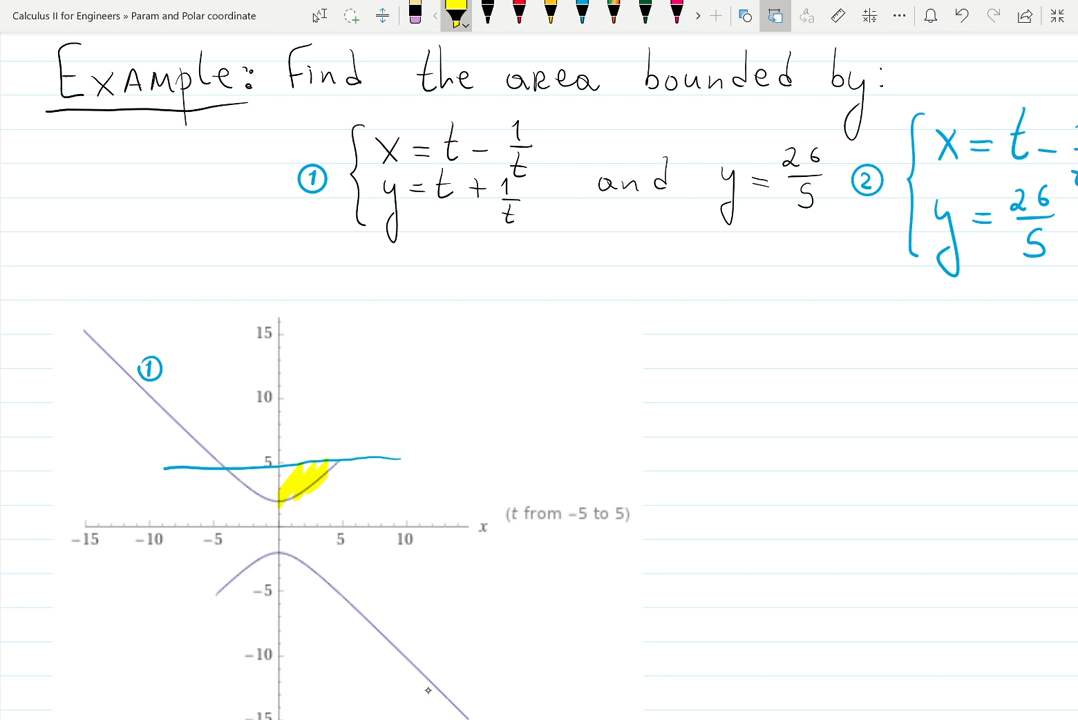 Calculus II for Engineers » Param and Polar coordinate
Example: Find the area bounded by:
① { x = t - 1/t
y = t + 1/t
and y = 26/5
② { x = t -
y = 26/5
①
15
10
5
-15 -10 -5 5 10 x
(t from -5 to 5)
-5
-10
-15